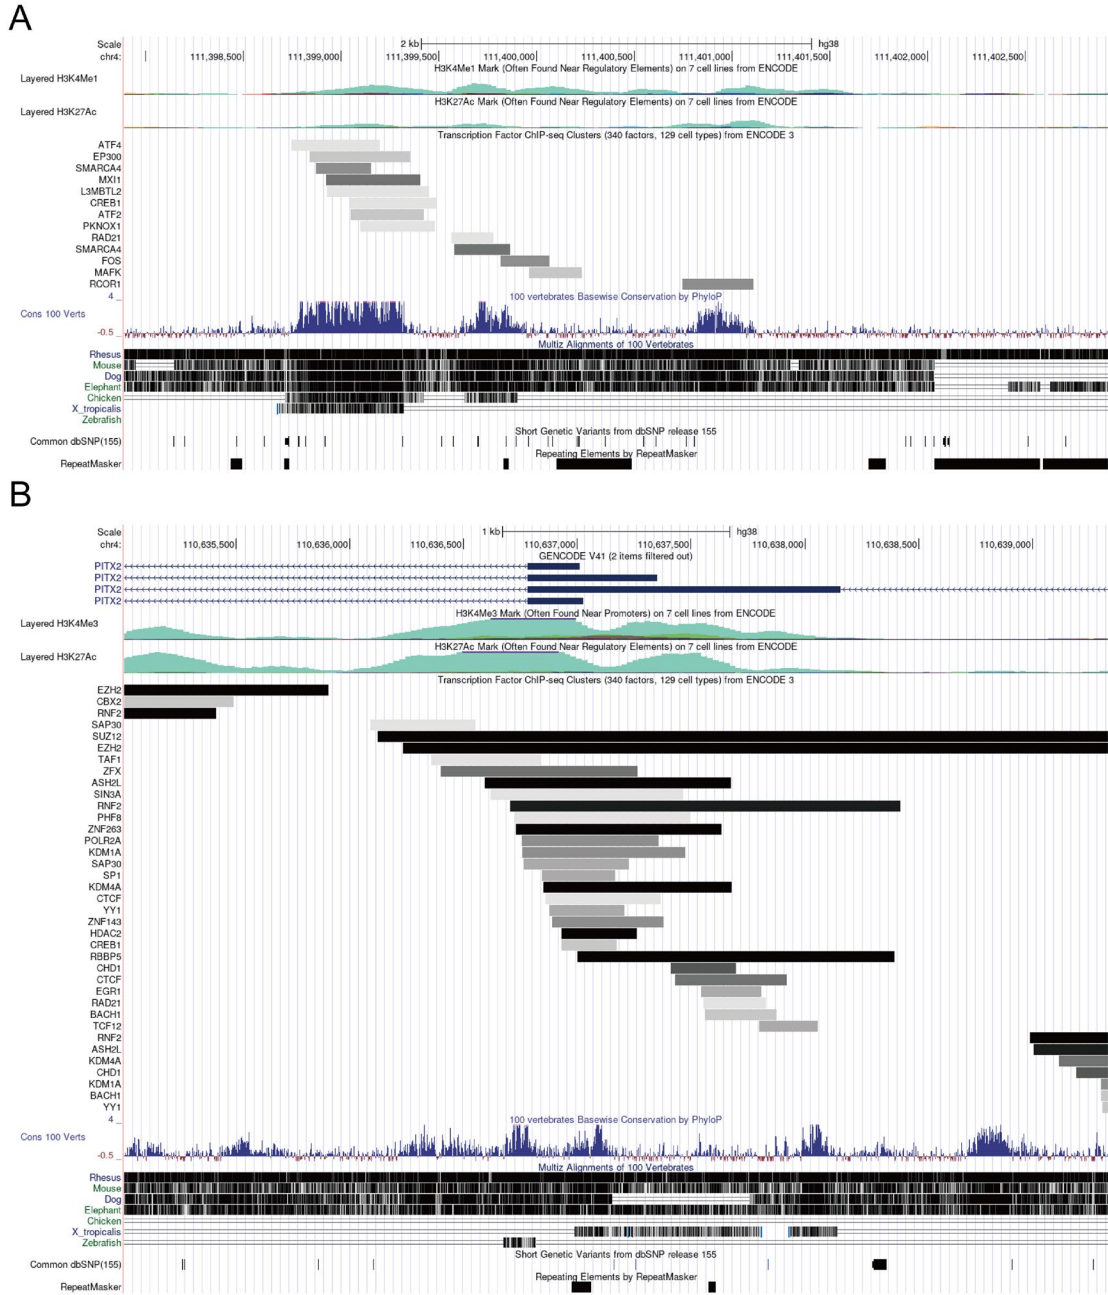 A
Scale 2 kb hg38
chr4: 111,398,500 111,399,000 111,399,500 111,400,000 111,400,500 111,401,000 111,401,500 111,402,000 111,402,500
H3K4Me1 Mark (Often Found Near Regulatory Elements) on 7 cell lines from ENCODE
Layered H3K4Me1
H3K27Ac Mark (Often Found Near Regulatory Elements) on 7 cell lines from ENCODE
Layered H3K27Ac
Transcription Factor ChIP-seq Clusters (340 factors, 129 cell types) from ENCODE 3
ATF4
EP300
SMARCA4
MXI1
L3MBTL2
CREB1
ATF2
PKNOX1
RAD21
SMARCA4
FOS
MAFK
RCOR1
4 _ 100 vertebrates Basewise Conservation by PhyloP
Cons 100 Verts
-0.5 _
Multiz Alignments of 100 Vertebrates
Rhesus
Mouse
Dog
Elephant
Chicken
X_tropicalis
Zebrafish
Short Genetic Variants from dbSNP release 155
Common dbSNP(155)
Repeating Elements by RepeatMasker
RepeatMasker
B
Scale 1 kb hg38
chr4: 110,635,500 110,636,000 110,636,500 110,637,000 110,637,500 110,638,000 110,638,500 110,639,000
GENCODE V41 (2 items filtered out)
PITX2
PITX2
PITX2
PITX2
H3K4Me3 Mark (Often Found Near Promoters) on 7 cell lines from ENCODE
Layered H3K4Me3
H3K27Ac Mark (Often Found Near Regulatory Elements) on 7 cell lines from ENCODE
Layered H3K27Ac
Transcription Factor ChIP-seq Clusters (340 factors, 129 cell types) from ENCODE 3
EZH2
CBX2
RNF2
SAP30
SUZ12
EZH2
TAF1
ZFX
ASH2L
SIN3A
RNF2
PHF8
ZNF263
POLR2A
KDM1A
SAP30
SP1
KDM4A
CTCF
YY1
ZNF143
HDAC2
CREB1
RBBP5
CHD1
CTCF
EGR1
RAD21
BACH1
TCF12
RNF2
ASH2L
KDM4A
CHD1
KDM1A
BACH1
YY1
4 _ 100 vertebrates Basewise Conservation by PhyloP
Cons 100 Verts
-0.5 _
Multiz Alignments of 100 Vertebrates
Rhesus
Mouse
Dog
Elephant
Chicken
X_tropicalis
Zebrafish
Short Genetic Variants from dbSNP release 155
Common dbSNP(155)
Repeating Elements by RepeatMasker
RepeatMasker